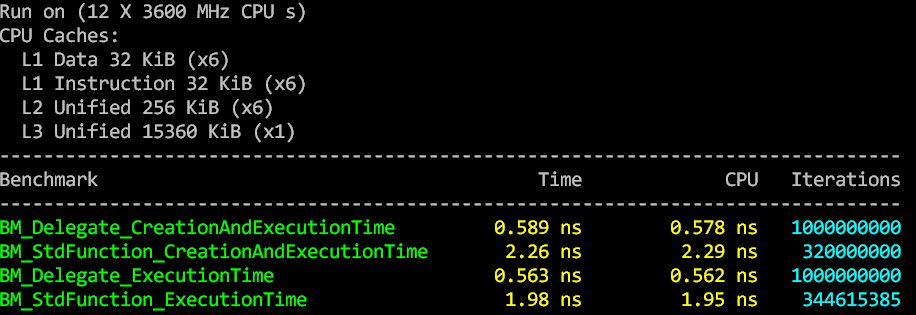 Run on (12 X 3600 MHz CPU s)
CPU Caches:
L1 Data 32 KiB (x6)
L1 Instruction 32 KiB (x6)
L2 Unified 256 KiB (x6)
L3 Unified 15360 KiB (x1)
---------------------------------------------------------------------------------
Benchmark Time CPU Iterations
---------------------------------------------------------------------------------
BM_Delegate_CreationAndExecutionTime 0.589 ns 0.578 ns 1000000000
BM_StdFunction_CreationAndExecutionTime 2.26 ns 2.29 ns 320000000
BM_Delegate_ExecutionTime 0.563 ns 0.562 ns 1000000000
BM_StdFunction_ExecutionTime 1.98 ns 1.95 ns 344615385